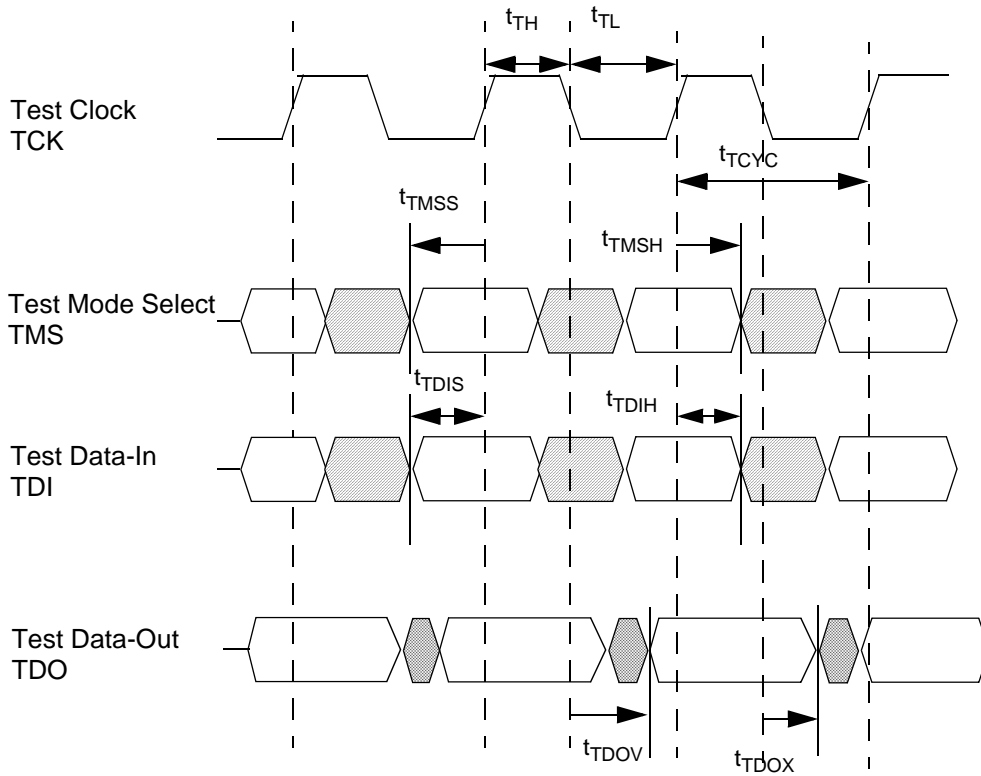 tTH
tTL
Test Clock
TCK
tTCYC
tTMSS
tTMSH
Test Mode Select
TMS
tTDIS
tTDIH
Test Data-In
TDI
Test Data-Out
TDO
tTDOV
tTDOX